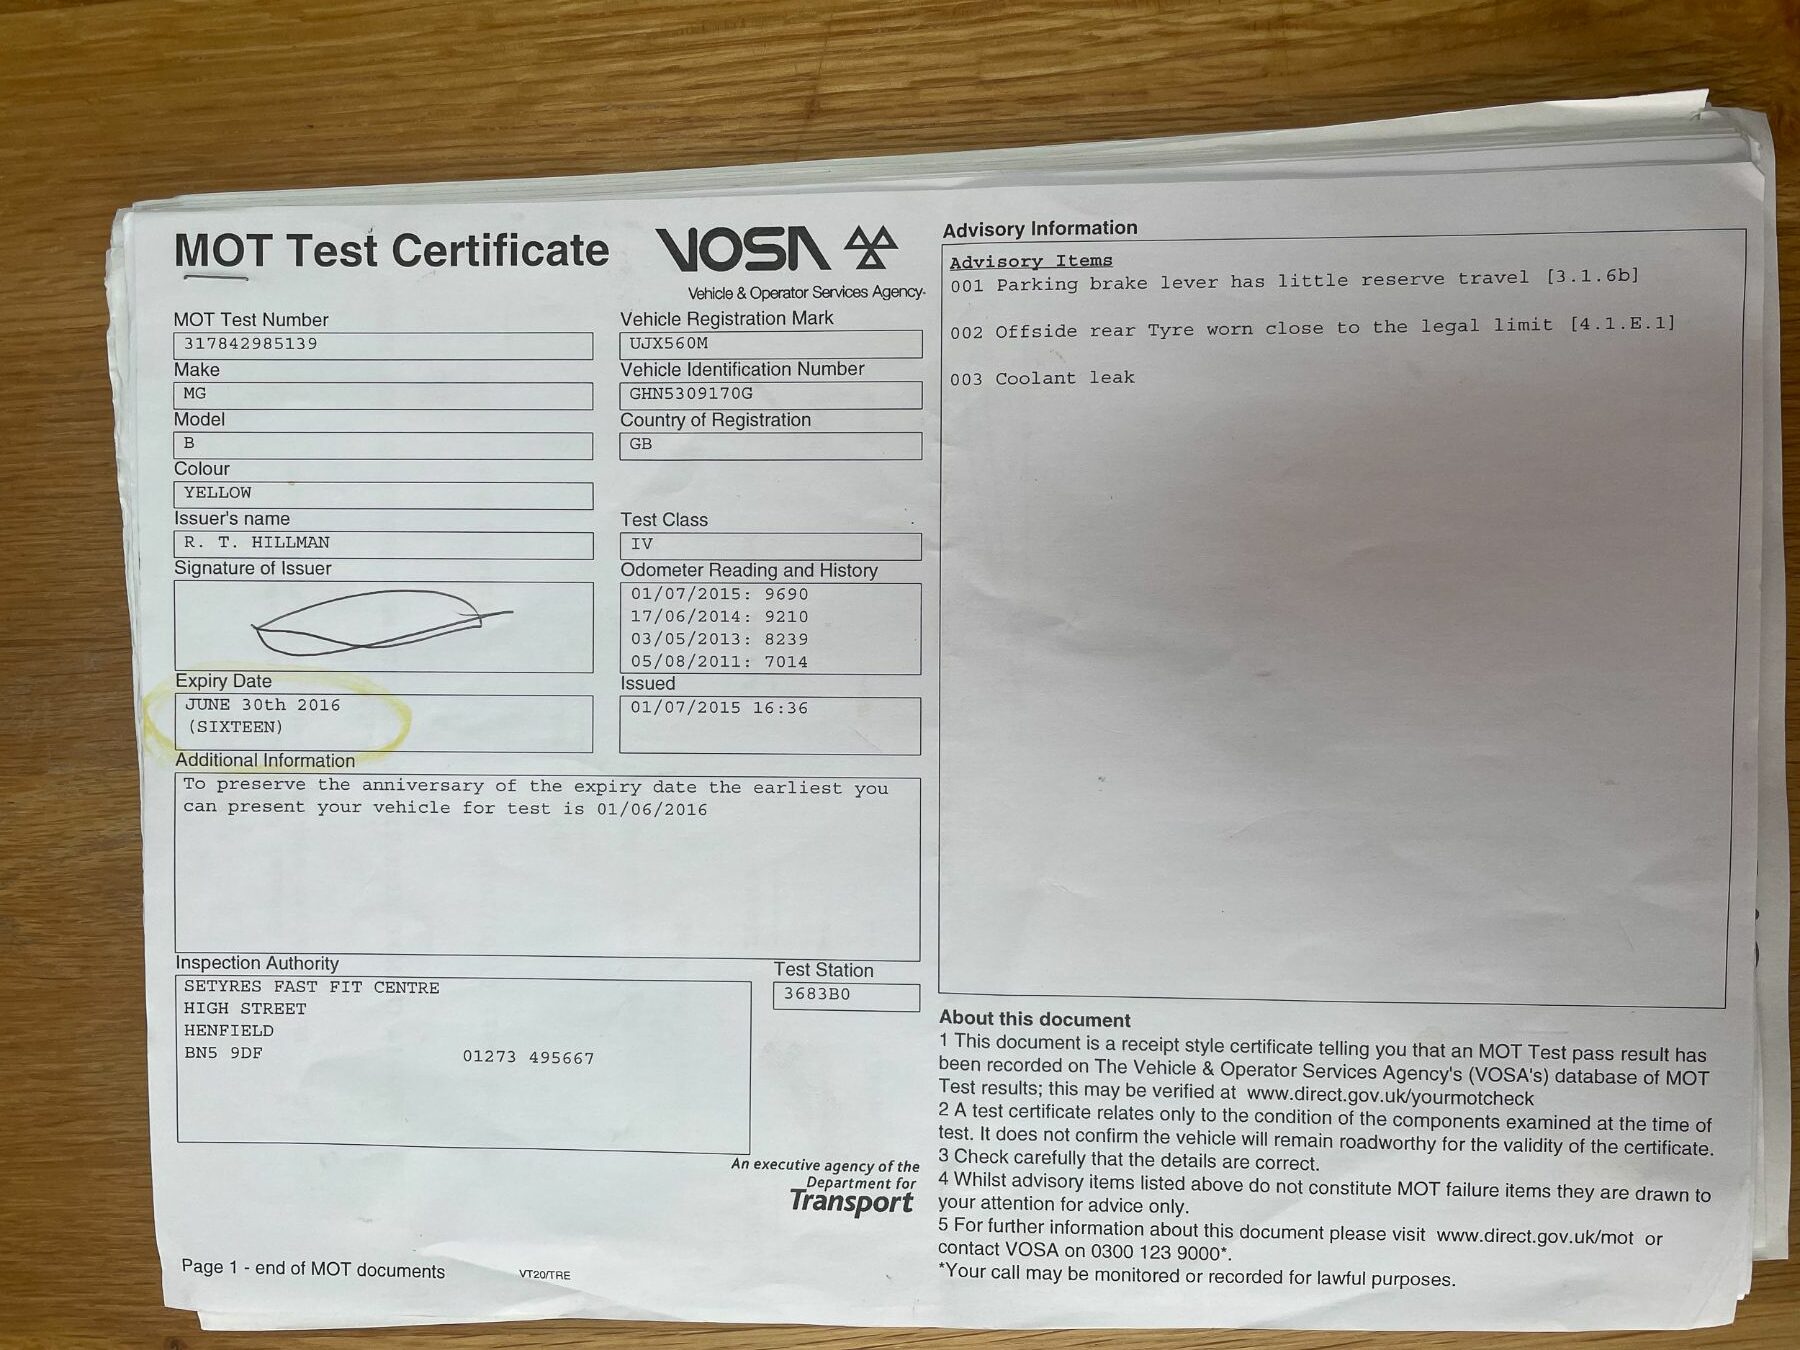 MOT Test Certificate
VOSA
Vehicle & Operator Services Agency
MOT Test Number
317842985139
Make
MG
Model
B
Colour
YELLOW
Issuer's name
R. T. HILLMAN
Signature of Issuer
Expiry Date
JUNE 30th 2016
(SIXTEEN)
Vehicle Registration Mark
UJX560M
Vehicle Identification Number
GHN5309170G
Country of Registration
GB
Test Class
IV
Odometer Reading and History
01/07/2015: 9690
17/06/2014: 9210
03/05/2013: 8239
05/08/2011: 7014
Issued
01/07/2015 16:36
Additional Information
To preserve the anniversary of the expiry date the earliest you
can present your vehicle for test is 01/06/2016
Inspection Authority
SETYRES FAST FIT CENTRE
HIGH STREET
HENFIELD
BN5 9DF 01273 495667
Test Station
3683B0
An executive agency of the
Department for
Transport
Page 1 - end of MOT documents
VT20/TRE
Advisory Information
Advisory Items
001 Parking brake lever has little reserve travel [3.1.6b]
002 Offside rear Tyre worn close to the legal limit [4.1.E.1]
003 Coolant leak
About this document
1 This document is a receipt style certificate telling you that an MOT Test pass result has
been recorded on The Vehicle & Operator Services Agency's (VOSA's) database of MOT
Test results; this may be verified at www.direct.gov.uk/yourmotcheck
2 A test certificate relates only to the condition of the components examined at the time of
test. It does not confirm the vehicle will remain roadworthy for the validity of the certificate.
3 Check carefully that the details are correct.
4 Whilst advisory items listed above do not constitute MOT failure items they are drawn to
your attention for advice only.
5 For further information about this document please visit www.direct.gov.uk/mot or
contact VOSA on 0300 123 9000*.
*Your call may be monitored or recorded for lawful purposes.